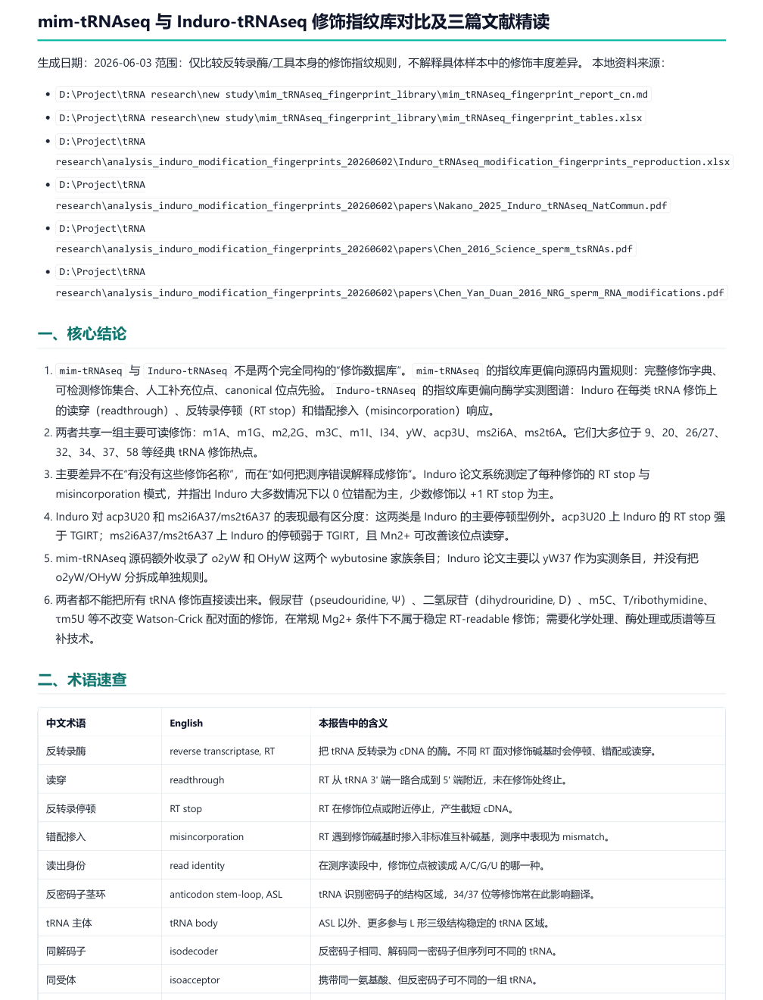 mim-tRNAseq 与 Induro-tRNAseq 修饰指纹库对比及三篇文献精读
生成日期：2026-06-03 范围：仅比较反转录酶/工具本身的修饰指纹规则，不解释具体样本中的修饰丰度差异。 本地资料来源：
• D:\Project\tRNA research\new study\mim_tRNAseq_fingerprint_library\mim_tRNAseq_fingerprint_report_cn.md
• D:\Project\tRNA research\new study\mim_tRNAseq_fingerprint_library\mim_tRNAseq_fingerprint_tables.xlsx
• D:\Project\tRNA
research\analysis_induro_modification_fingerprints_20260602\Induro_tRNAseq_modification_fingerprints_reproduction.xlsx
• D:\Project\tRNA
research\analysis_induro_modification_fingerprints_20260602\papers\Nakano_2025_Induro_tRNAseq_NatCommun.pdf
• D:\Project\tRNA
research\analysis_induro_modification_fingerprints_20260602\papers\Chen_2016_Science_sperm_tsRNAs.pdf
• D:\Project\tRNA
research\analysis_induro_modification_fingerprints_20260602\papers\Chen_Yan_Duan_2016_NRG_sperm_RNA_modifications.pdf
一、核心结论
1. mim-tRNAseq 与 Induro-tRNAseq 不是两个完全同构的“修饰数据库”。 mim-tRNAseq 的指纹库更偏向源码内置规则：完整修饰字典、
可检测修饰集合、人工补充位点、canonical 位点先验。 Induro-tRNAseq 的指纹库更偏向酶学实测图谱：Induro 在每类 tRNA 修饰上
的读穿（readthrough）、反转录停顿（RT stop）和错配掺入（misincorporation）响应。
2. 两者共享一组主要可读修饰：m1A、m1G、m2,2G、m3C、m1I、I34、yW、acp3U、ms2i6A、ms2t6A。它们大多位于 9、20、26/27、
32、34、37、58 等经典 tRNA 修饰热点。
3. 主要差异不在“有没有这些修饰名称”，而在“如何把测序错误解释成修饰”。Induro 论文系统测定了每种修饰的 RT stop 与
misincorporation 模式，并指出 Induro 大多数情况下以 0 位错配为主，少数修饰以 +1 RT stop 为主。
4. Induro 对 acp3U20 和 ms2i6A37/ms2t6A37 的表现最有区分度：这两类是 Induro 的主要停顿型例外。acp3U20 上 Induro 的 RT stop 强
于 TGIRT；ms2i6A37/ms2t6A37 上 Induro 的停顿弱于 TGIRT，且 Mn2+ 可改善该位点读穿。
5. mim-tRNAseq 源码额外收录了 o2yW 和 OHyW 这两个 wybutosine 家族条目；Induro 论文主要以 yW37 作为实测条目，并没有把
o2yW/OHyW 分拆成单独规则。
6. 两者都不能把所有 tRNA 修饰直接读出来。假尿苷（pseudouridine, Ψ）、二氢尿苷（dihydrouridine, D）、m5C、T/ribothymidine、
τm5U 等不改变 Watson-Crick 配对面的修饰，在常规 Mg2+ 条件下不属于稳定 RT-readable 修饰；需要化学处理、酶处理或质谱等互
补技术。
二、术语速查
中文术语 English 本报告中的含义
反转录酶 reverse transcriptase, RT 把 tRNA 反转录为 cDNA 的酶。不同 RT 面对修饰碱基时会停顿、错配或读穿。
读穿 readthrough RT 从 tRNA 3' 端一路合成到 5' 端附近，未在修饰处终止。
反转录停顿 RT stop RT 在修饰位点或附近停止，产生截短 cDNA。
错配掺入 misincorporation RT 遇到修饰碱基时掺入非标准互补碱基，测序中表现为 mismatch。
读出身份 read identity 在测序读段中，修饰位点被读成 A/C/G/U 的哪一种。
反密码子茎环 anticodon stem-loop, ASL tRNA 识别密码子的结构区域，34/37 位等修饰常在此影响翻译。
tRNA 主体 tRNA body ASL 以外、更多参与 L 形三级结构稳定的 tRNA 区域。
同解码子 isodecoder 反密码子相同、解码同一密码子但序列可不同的 tRNA。
同受体 isoacceptor 携带同一氨基酸、但反密码子可不同的一组 tRNA。